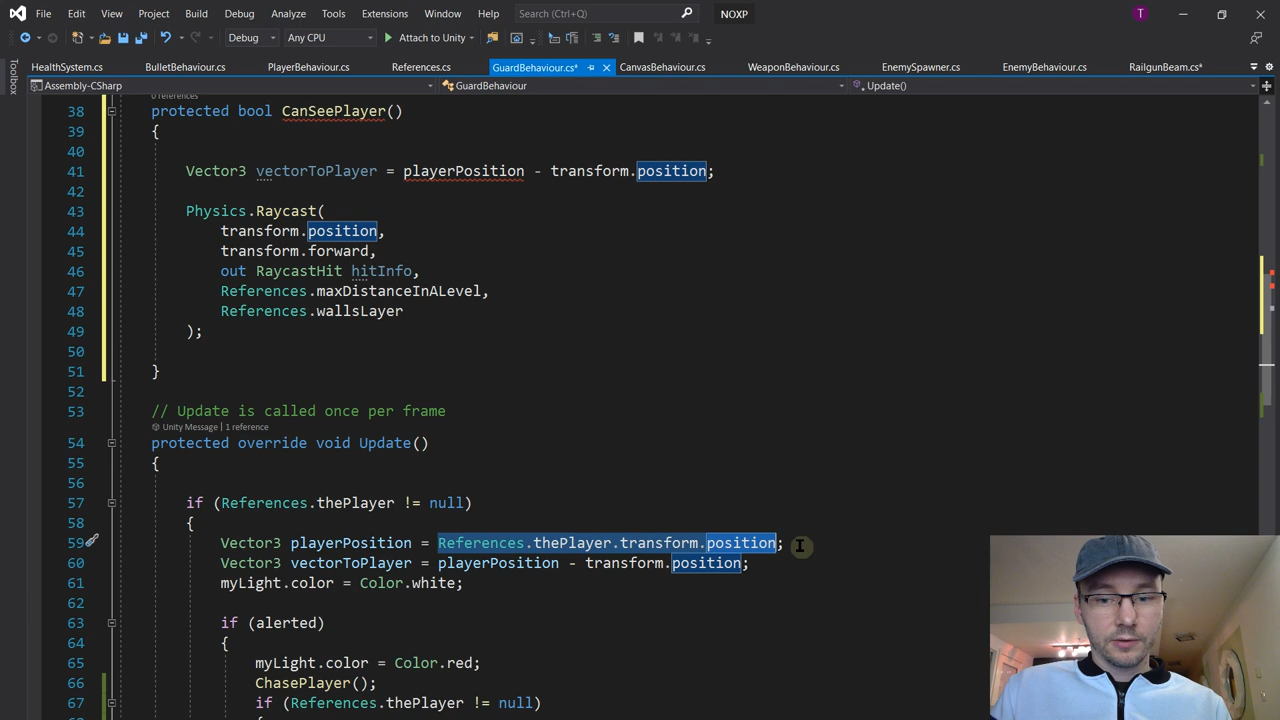 File Edit View Git Project Build Debug Analyze Tools Extensions Window Help Search (Ctrl+Q) NOXP T
Debug Any CPU Attach to Unity
HealthSystem.cs BulletBehaviour.cs PlayerBehaviour.cs References.cs GuardBehaviour.cs* CanvasBehaviour.cs WeaponBehaviour.cs EnemySpawner.cs EnemyBehaviour.cs RailgunBeam.cs*
Toolbox
Assembly-CSharp GuardBehaviour Update()
0 references
38 protected bool CanSeePlayer()
39 {
40
41 Vector3 vectorToPlayer = playerPosition - transform.position;
42
43 Physics.Raycast(
44 transform.position,
45 transform.forward,
46 out RaycastHit hitInfo,
47 References.maxDistanceInALevel,
48 References.wallsLayer
49 );
50
51 }
52
53 // Update is called once per frame
Unity Message | 1 reference
54 protected override void Update()
55 {
56
57 if (References.thePlayer != null)
58 {
59 Vector3 playerPosition = References.thePlayer.transform.position;
60 Vector3 vectorToPlayer = playerPosition - transform.position;
61 myLight.color = Color.white;
62
63 if (alerted)
64 {
65 myLight.color = Color.red;
66 ChasePlayer();
67 if (References.thePlayer != null)